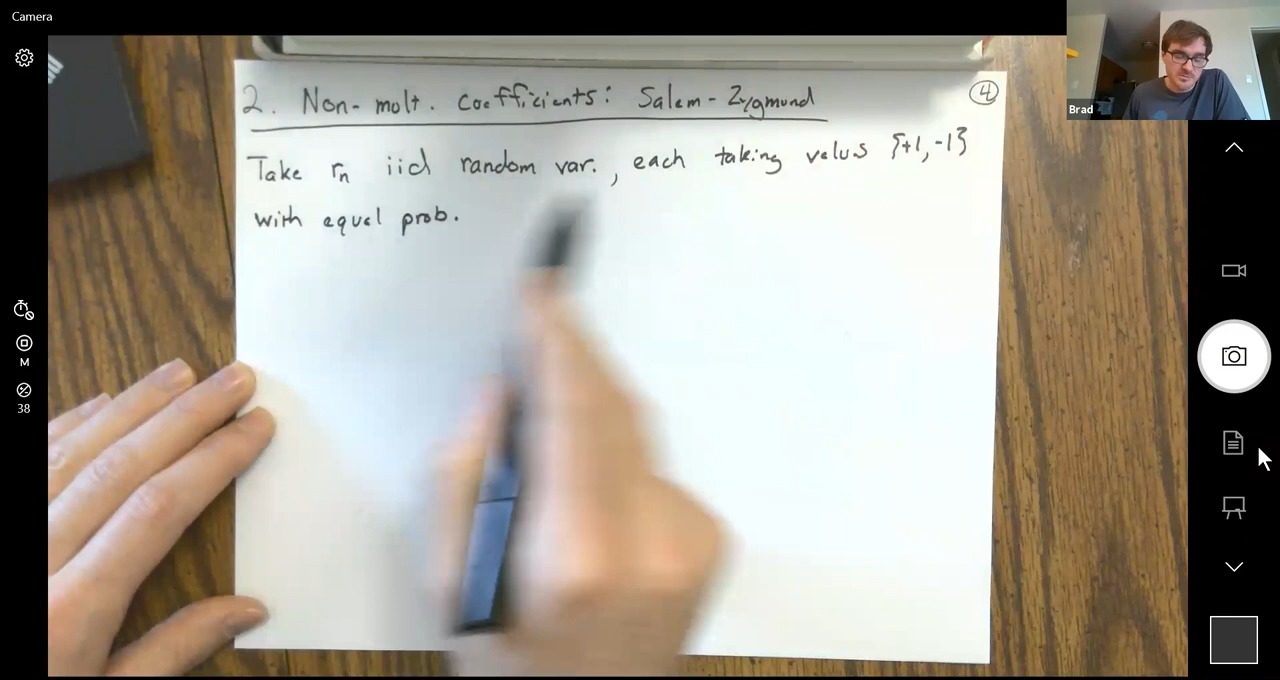 Camera
Brad
2. Non-mult. Coefficients: Salem-Zygmund
4
Take rn iid random var., each taking values {+1, -1}
with equal prob.
M
38